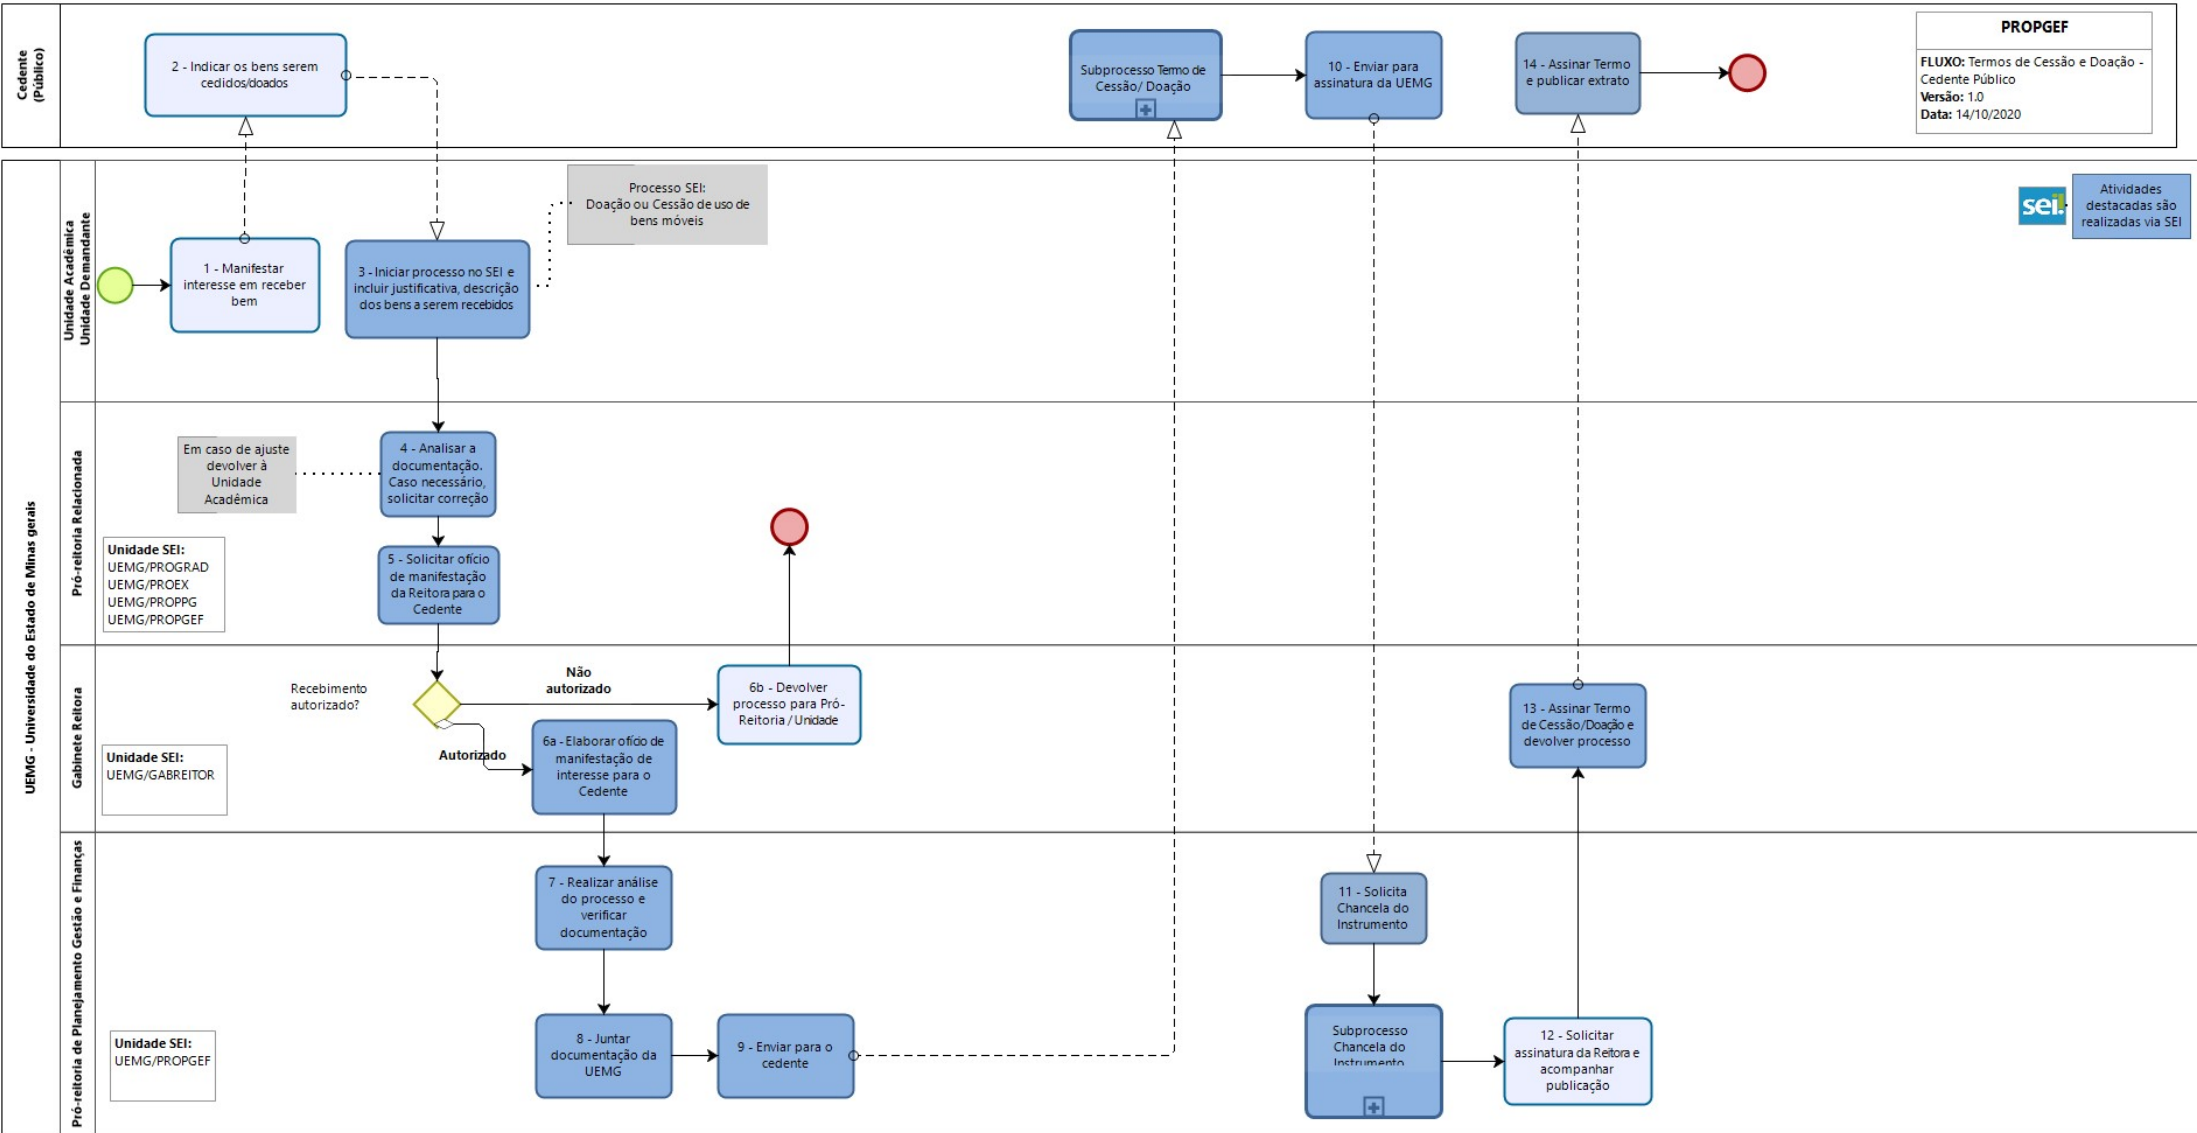 Cedente
(Público)
2 - Indicar os bens serem
cedidos/doados
Subprocesso Termo de
Cessão/ Doação
10 - Enviar para
assinatura da UEMG
14 - Assinar Termo
e publicar extrato
PROPGEF
FLUXO: Termos de Cessão e Doação -
Cedente Público
Versão: 1.0
Data: 14/10/2020
UEMG - Universidade do Estado de Minas gerais
Unidade Acadêmica
Unidade Demandante
1 - Manifestar
interesse em receber
bem
3 - Iniciar processo no SEI e
incluir justificativa, descrição
dos bens a serem recebidos
Processo SEI:
Doação ou Cessão de uso de
bens móveis
sei!
Atividades
destacadas são
realizadas via SEI
Pró-reitoria Relacionada
Em caso de ajuste
devolver à
Unidade
Acadêmica
4 - Analisar a
documentação.
Caso necessário,
solicitar correção
Unidade SEI:
UEMG/PROGRAD
UEMG/PROEX
UEMG/PROPPG
UEMG/PROPGEF
5 - Solicitar ofício
de manifestação
da Reitora para o
Cedente
Gabinete Reitora
Recebimento
autorizado?
Não
autorizado
6b - Devolver
processo para Pró-
Reitoria / Unidade
Autorizado
6a - Elaborar ofício de
manifestação de
interesse para o
Cedente
Unidade SEI:
UEMG/GABREITOR
13 - Assinar Termo
de Cessão/Doação e
devolver processo
Pró-reitoria de Planejamento Gestão e Finanças
7 - Realizar análise
do processo e
verificar
documentação
11 - Solicita
Chancela do
Instrumento
Unidade SEI:
UEMG/PROPGEF
8 - Juntar
documentação da
UEMG
9 - Enviar para o
cedente
Subprocesso
Chancela do
Instrumento
12 - Solicitar
assinatura da Reitora e
acompanhar
publicação